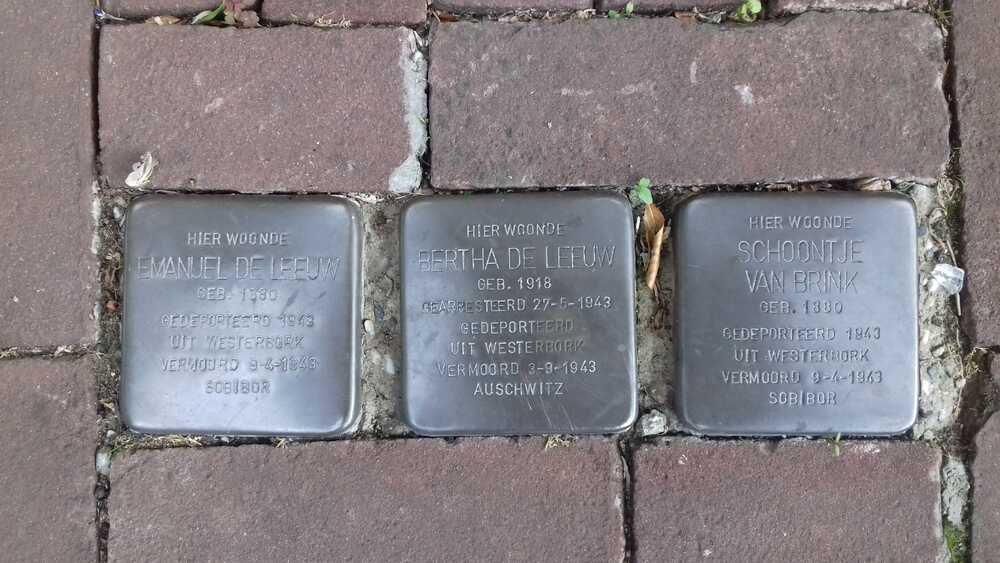 HIER WOONDE
EMANUEL DE LEEUW
GEB. 1880
GEDEPORTEERD 1943
UIT WESTERBORK
VERMOORD 9-4-1943
SOBIBOR
HIER WOONDE
BERTHA DE LEEUW
GEB. 1918
GEARRESTEERD 27-5-1943
GEDEPORTEERD
UIT WESTERBORK
VERMOORD 3-9-1943
AUSCHWITZ
HIER WOONDE
SCHOONTJE
VAN BRINK
GEB. 1880
GEDEPORTEERD 1943
UIT WESTERBORK
VERMOORD 9-4-1943
SOBIBOR